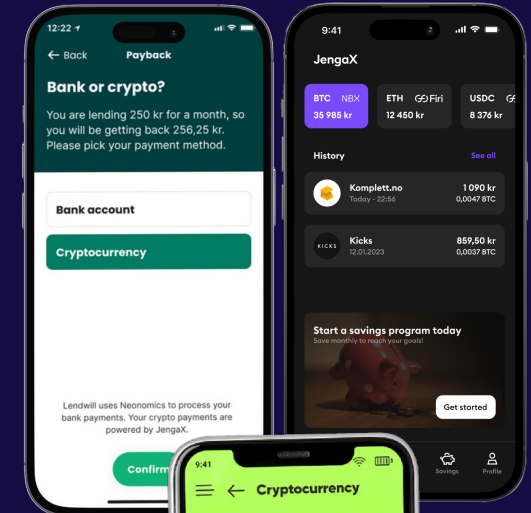 12:22
← Back Payback
Bank or crypto?
You are lending 250 kr for a month, so
you will be getting back 256,25 kr.
Please pick your payment method.
Bank account
Cryptocurrency
Lendwill uses Neonomics to process your
bank payments. Your crypto payments are
powered by JengaX.
Confirm
9:41
JengaX
BTC NBX
35 985 kr
ETH Firi
12 450 kr
USDC
8 376 kr
History See all
Komplett.no 1 090 kr
Today - 22:56 0,0047 BTC
KICKS
Kicks 859,50 kr
12.01.2023 0,0037 BTC
Start a savings program today
Save monthly to reach your goals!
Get started
Savings Profile
9:41
← Cryptocurrency